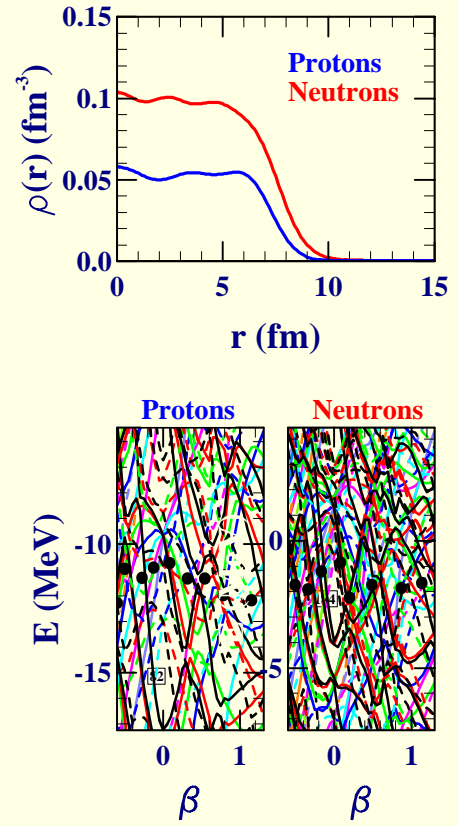 ρ(r) (fm⁻³)
0.15
0.1
0.05
0.0
Protons
Neutrons
0 5 10 15
r (fm)
Protons Neutrons
E (MeV)
-10
-15
82
0
-5
0 1
0 1
β β